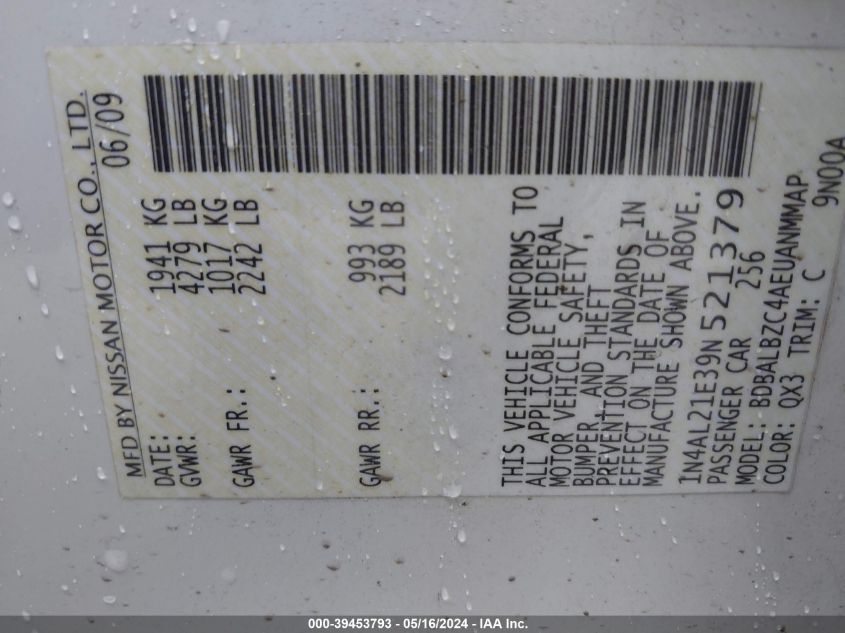 MFD BY NISSAN MOTOR CO., LTD.
DATE: 06/09
GVWR: 1941 KG
4279 LB
GAWR FR.: 1017 KG
2242 LB
GAWR RR.: 993 KG
2189 LB
THIS VEHICLE CONFORMS TO
ALL APPLICABLE FEDERAL
MOTOR VEHICLE SAFETY,
BUMPER, AND THEFT
PREVENTION STANDARDS IN
EFFECT ON THE DATE OF
MANUFACTURE SHOWN ABOVE.
1N4AL21E39N521379
PASSENGER CAR 256
MODEL: BDBALBZC4AEUANMMAP
COLOR: QX3 TRIM: C 9N00A
000-39453793 - 05/16/2024 - IAA Inc.